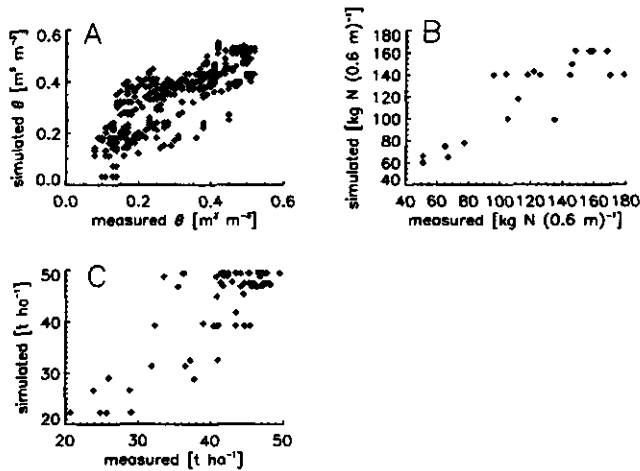 A
simulated θ [m³ m⁻³]
0.6
0.4
0.2
0.0
0.0 0.2 0.4 0.6
measured θ [m³ m⁻³]
B
simulated [kg N (0.6 m)⁻¹]
180
160
140
120
100
80
60
40
40 60 80 100 120 140 160 180
measured [kg N (0.6 m)⁻¹]
C
simulated [t ha⁻¹]
50
40
30
20
20 30 40 50
measured [t ha⁻¹]